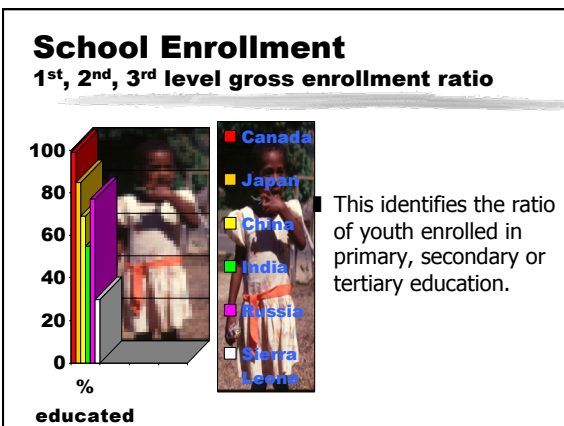 School Enrollment
1st, 2nd, 3rd level gross enrollment ratio
100
80
60
40
20
0
%
educated
Canada
Japan
China
India
Russia
Sierra
Leone
This identifies the ratio
of youth enrolled in
primary, secondary or
tertiary education.